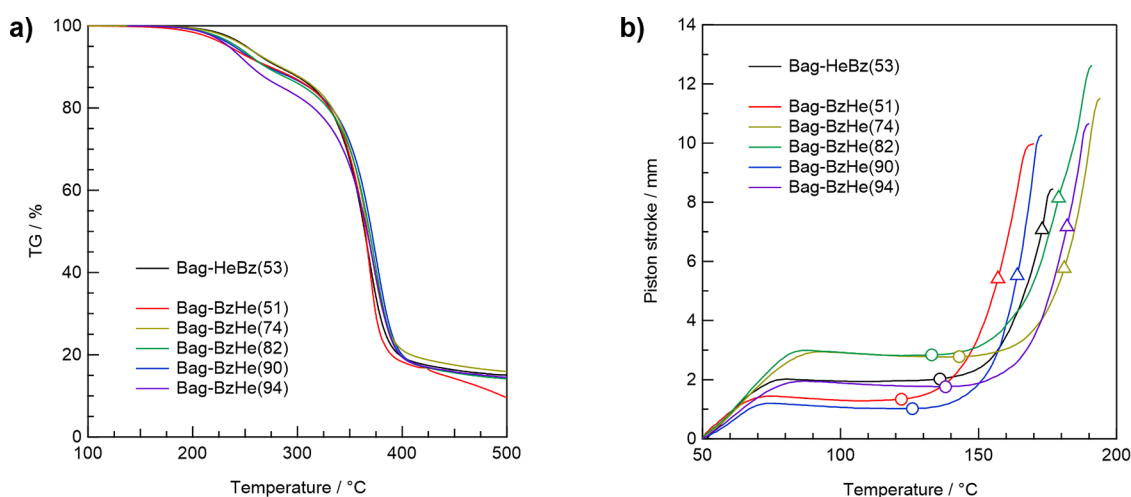 a)
100
80
60
40
20
0
TG / %
Bag-HeBz(53)
Bag-BzHe(51)
Bag-BzHe(74)
Bag-BzHe(82)
Bag-BzHe(90)
Bag-BzHe(94)
100
200
300
400
500
Temperature / °C
b)
14
12
10
8
6
4
2
0
Piston stroke / mm
Bag-HeBz(53)
Bag-BzHe(51)
Bag-BzHe(74)
Bag-BzHe(82)
Bag-BzHe(90)
Bag-BzHe(94)
50
100
150
200
Temperature / °C